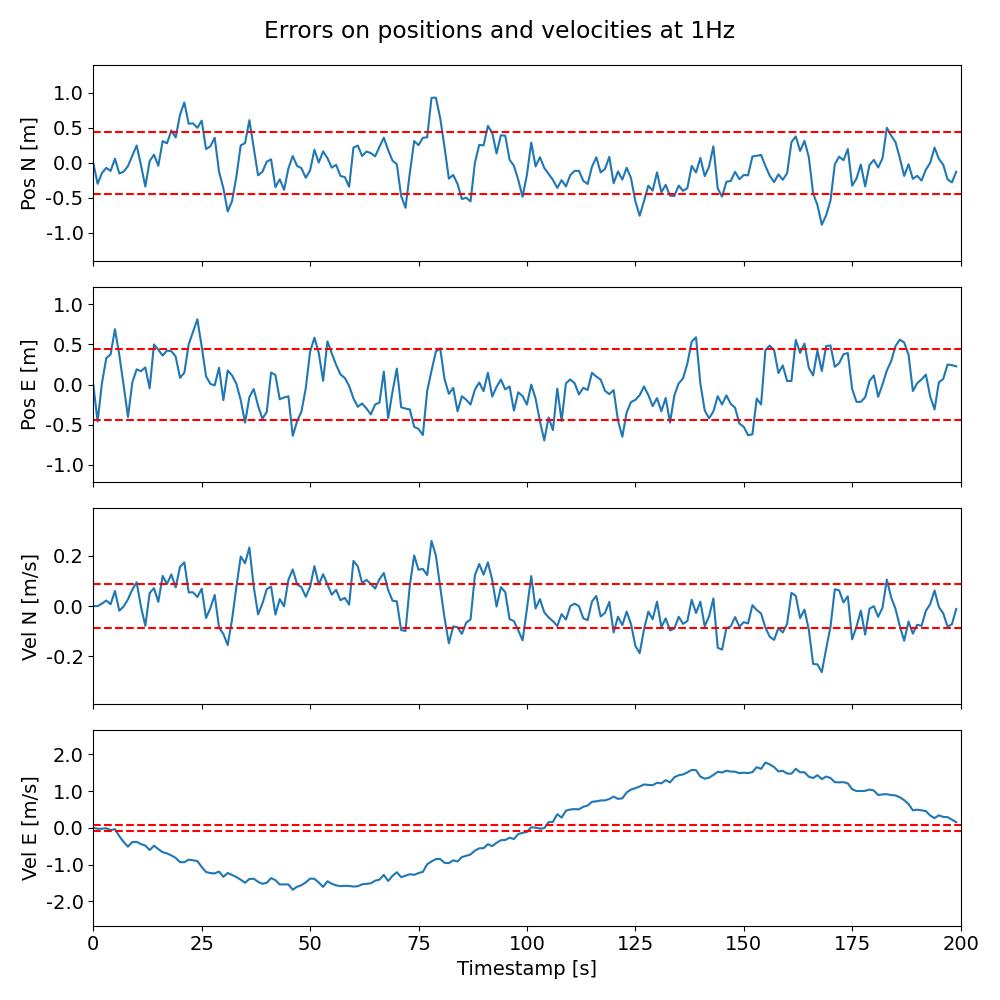 Errors on positions and velocities at 1Hz
Pos N [m]
1.0
0.5
0.0
-0.5
-1.0
Pos E [m]
1.0
0.5
0.0
-0.5
-1.0
Vel N [m/s]
0.2
0.0
-0.2
Vel E [m/s]
2.0
1.0
0.0
-1.0
-2.0
0 25 50 75 100 125 150 175 200
Timestamp [s]